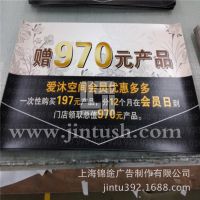 赠970元产品
爱沐空间会员优惠多多
一次性购买197元产品，分12个月在会员日到
门店领取总值970元产品。
www.jintush.com
上海锦途广告制作有限公司
jintu392.1688.com